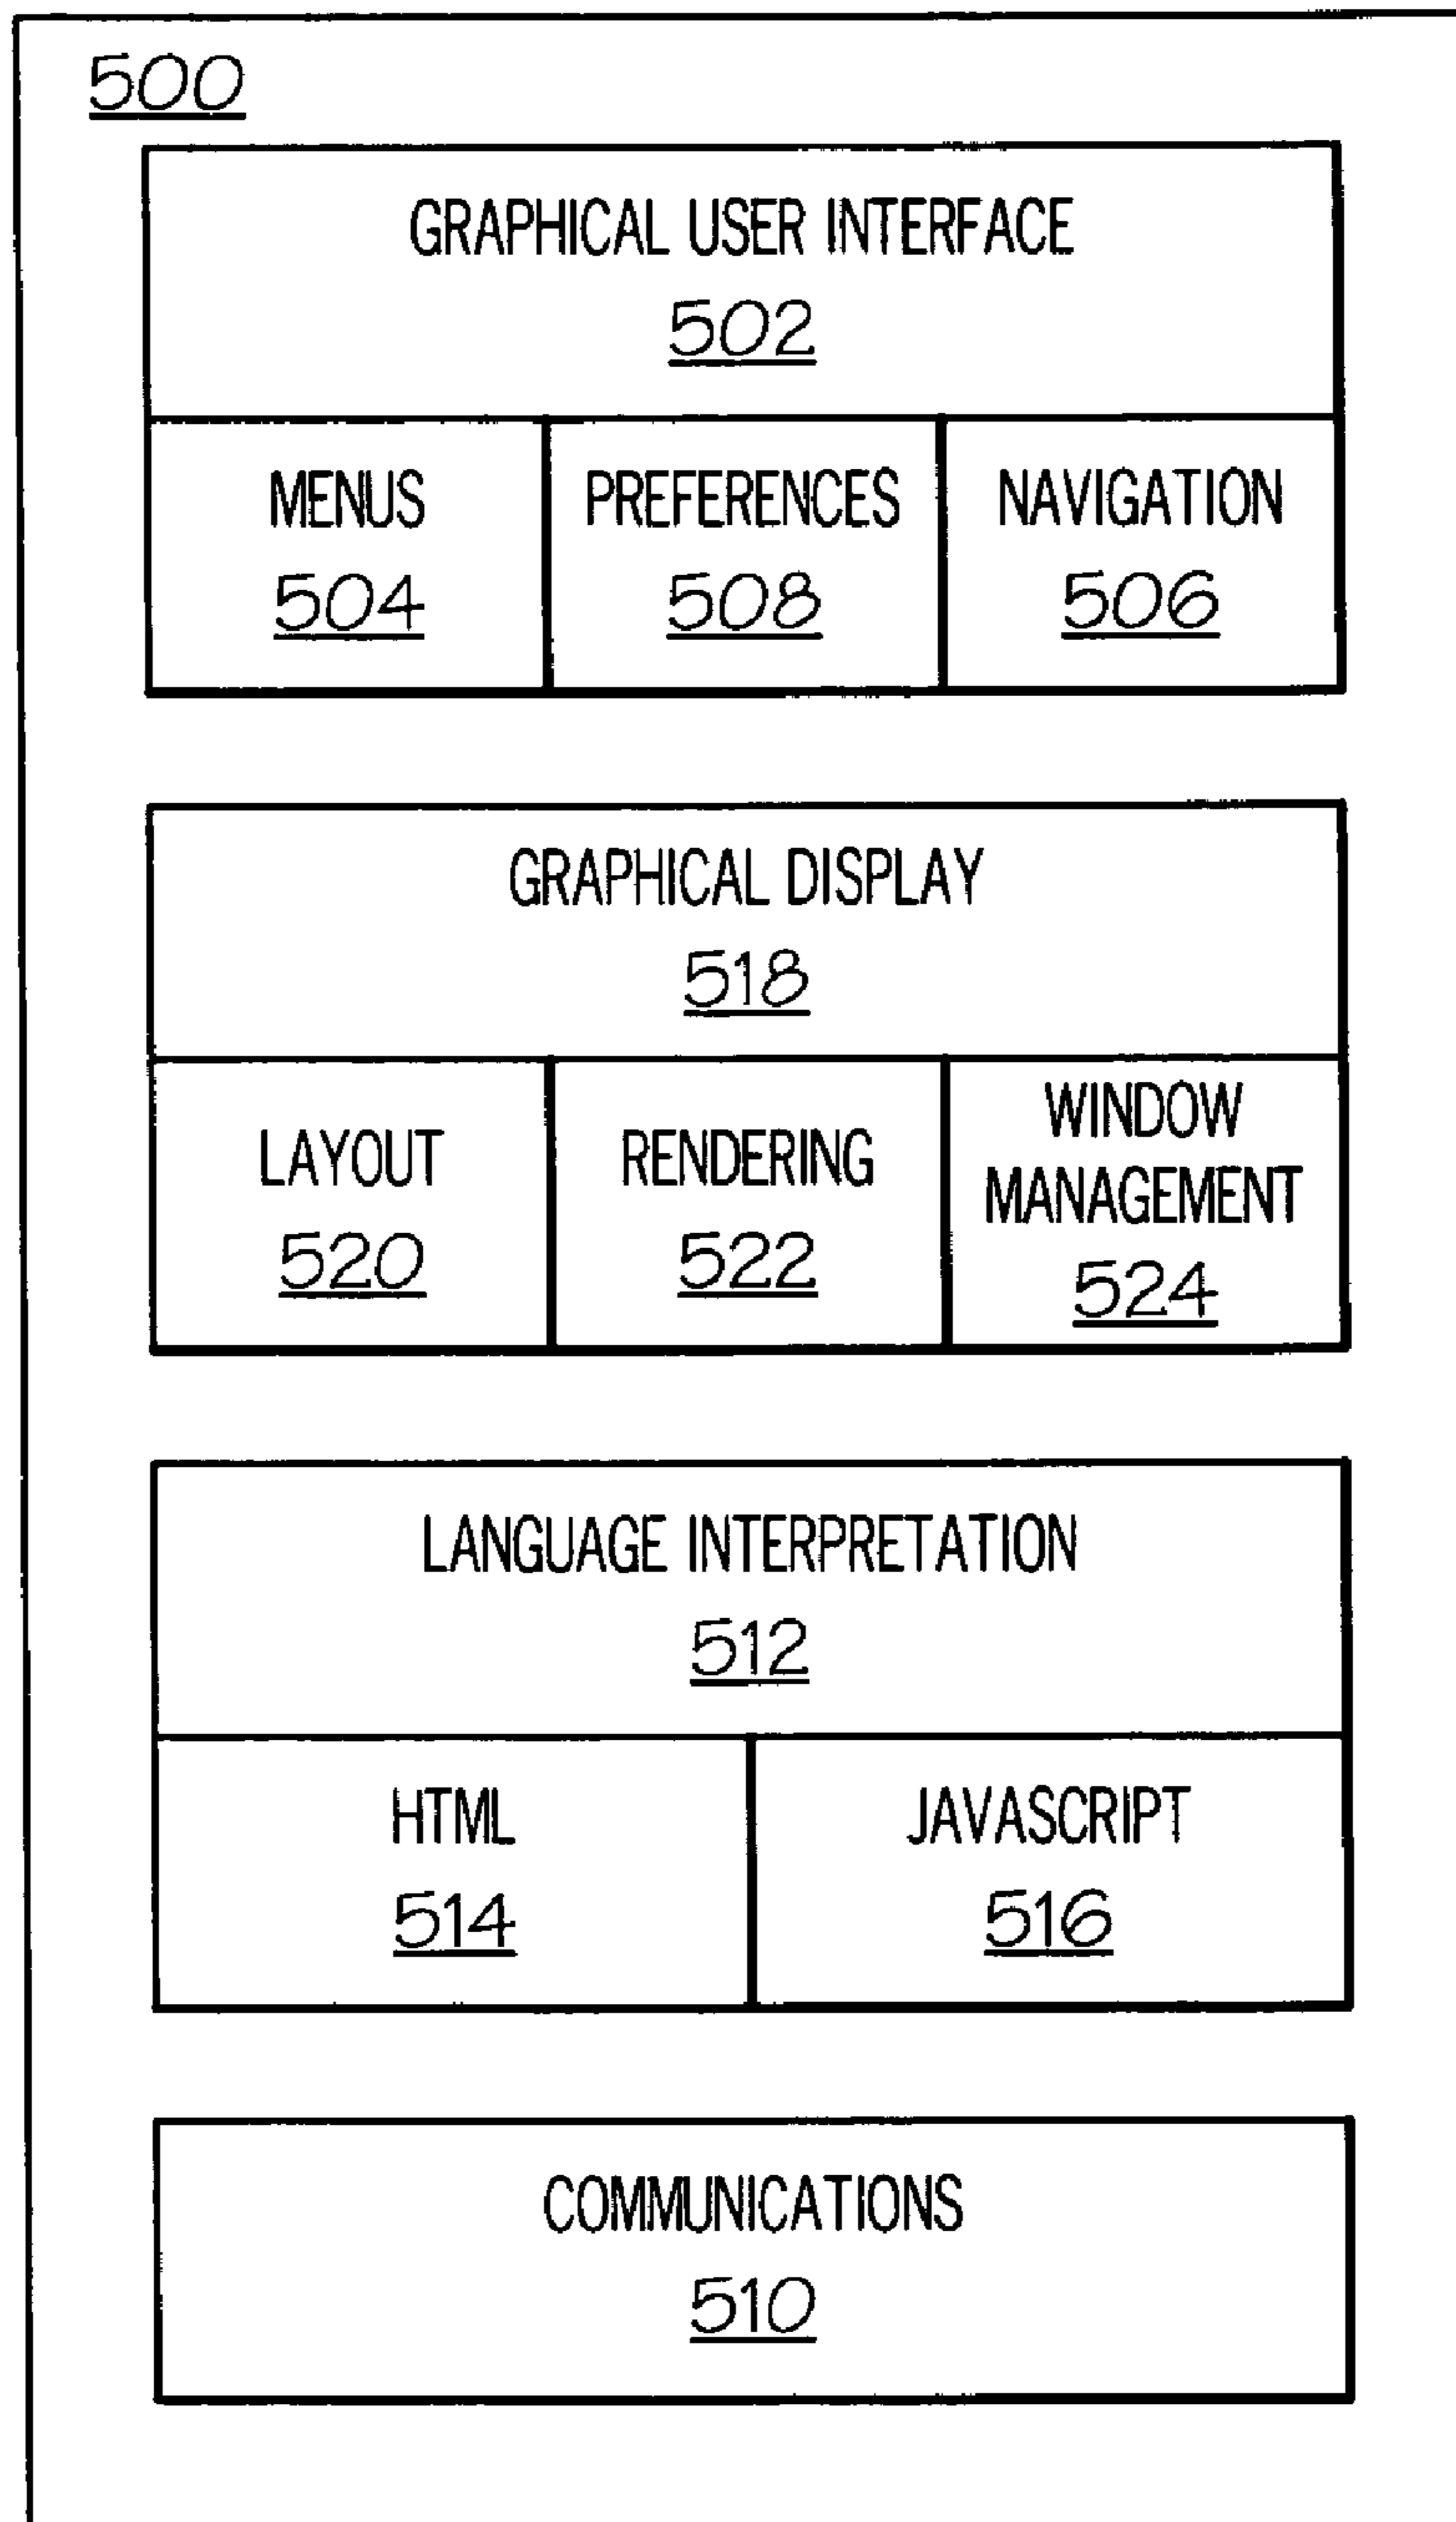 500
GRAPHICAL USER INTERFACE
502
MENUS
504
PREFERENCES
508
NAVIGATION
506
GRAPHICAL DISPLAY
518
LAYOUT
520
RENDERING
522
WINDOW
MANAGEMENT
524
LANGUAGE INTERPRETATION
512
HTML
514
JAVASCRIPT
516
COMMUNICATIONS
510